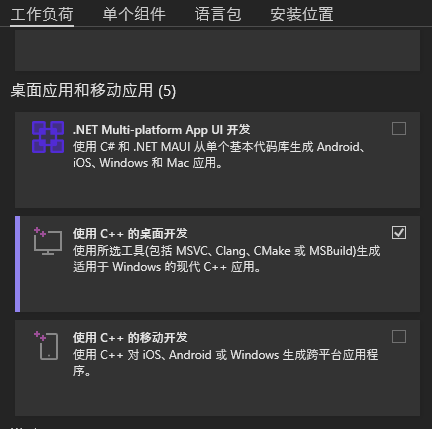 工作负荷 单个组件 语言包 安装位置
桌面应用和移动应用 (5)
.NET Multi-platform App UI 开发
使用 C# 和 .NET MAUI 从单个基本代码库生成 Android、
iOS、Windows 和 Mac 应用。
使用 C++ 的桌面开发
使用所选工具(包括 MSVC、Clang、CMake 或 MSBuild)生成
适用于 Windows 的现代 C++ 应用。
使用 C++ 的移动开发
使用 C++ 对 iOS、Android 或 Windows 生成跨平台应用程
序。